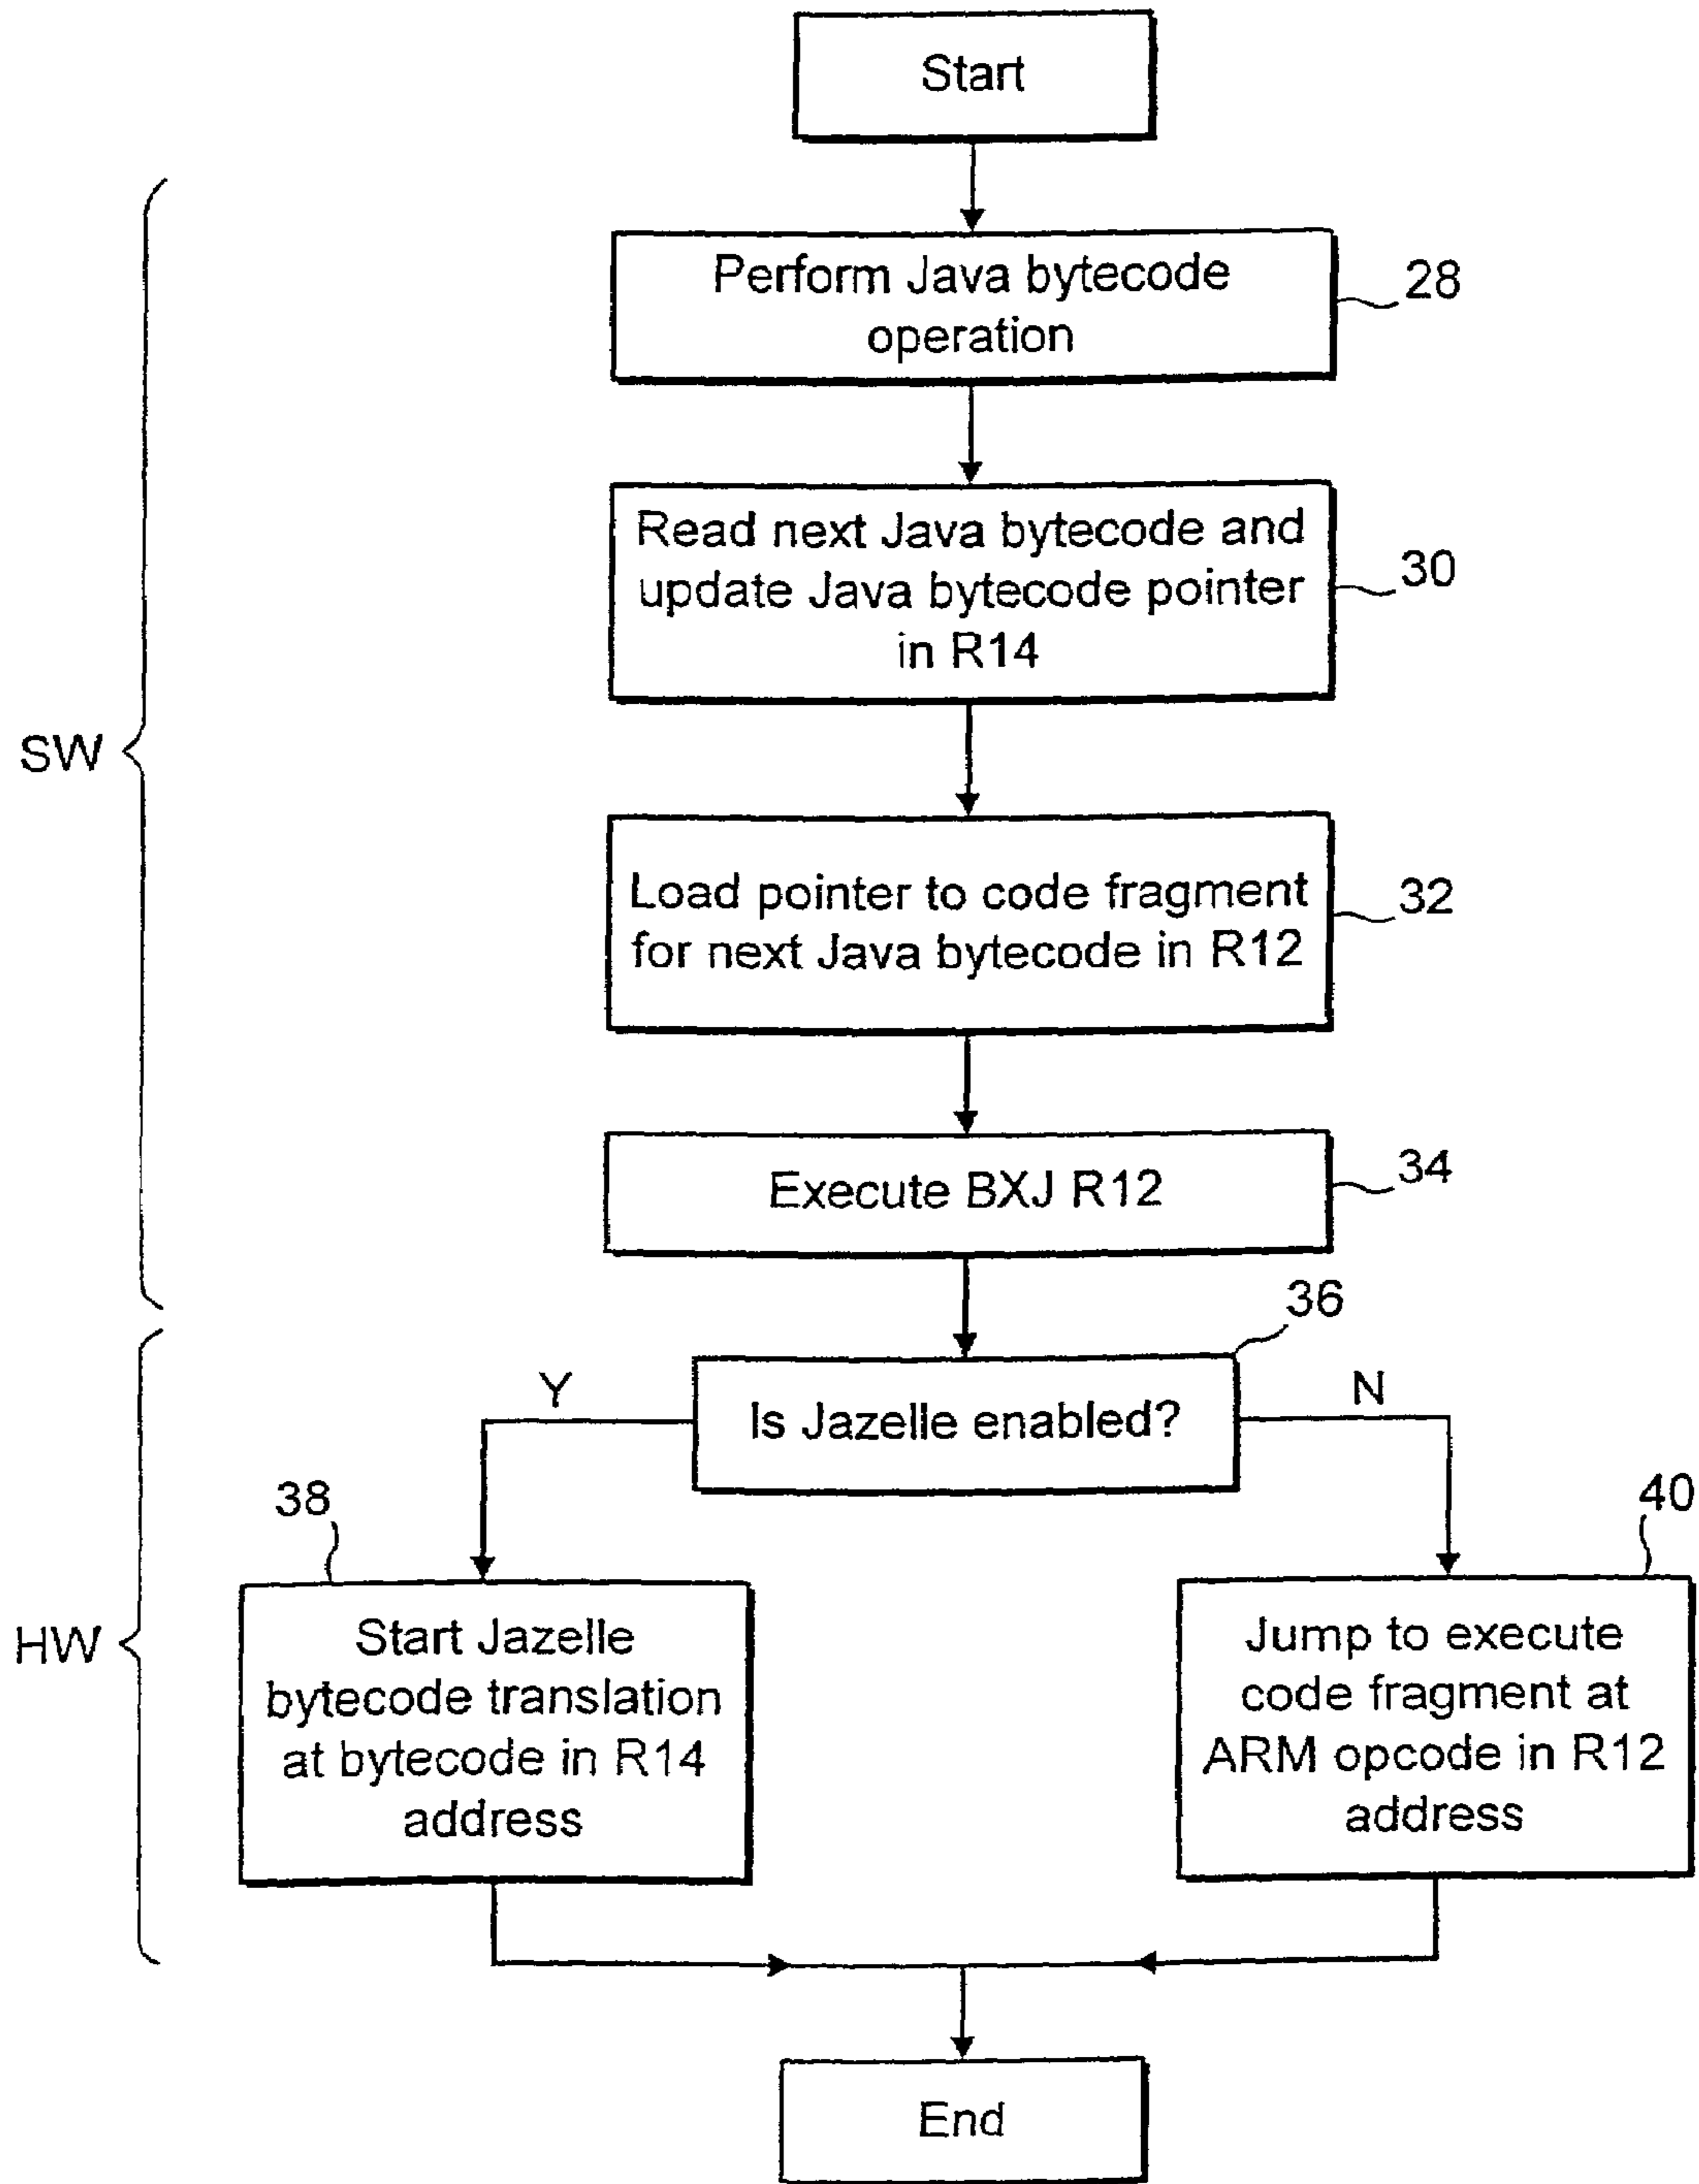 Start
Perform Java bytecode
operation
28
Read next Java bytecode and
update Java bytecode pointer
in R14
30
SW
Load pointer to code fragment
for next Java bytecode in R12
32
Execute BXJ R12
34
36
Y
Is Jazelle enabled?
N
38
40
HW
Start Jazelle
bytecode translation
at bytecode in R14
address
Jump to execute
code fragment at
ARM opcode in R12
address
End